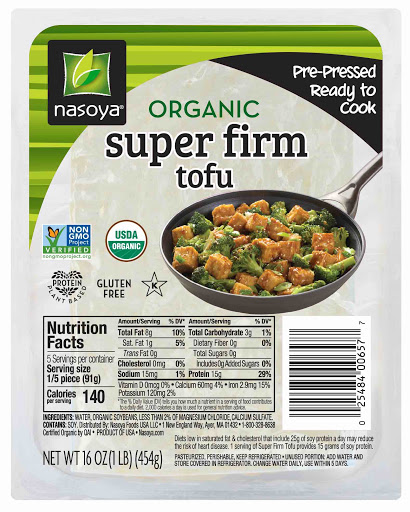 nasoya®
Pre-Pressed
Ready to
Cook
ORGANIC
super firm
tofu
NON
GMO
Project
VERIFIED
nongmoproject.org
USDA
ORGANIC
PROTEIN
PLANT BASED
GLUTEN
FREE
K
Nutrition
Facts
5 Servings per container
Serving size
1/5 piece (91g)
Calories 140
per serving
Amount/Serving % DV*
Total Fat 8g 10%
Sat. Fat 1g 5%
Trans Fat 0g
Cholesterol 0mg 0%
Sodium 15mg 1%
Amount/Serving % DV*
Total Carbohydrate 3g 1%
Dietary Fiber 0g 0%
Total Sugars 0g
Includes 0g Added Sugars 0%
Protein 15g 29%
Vitamin D 0mcg 0% • Calcium 60mg 4% • Iron 2.9mg 15%
Potassium 120mg 2%
*The % Daily Value (DV) tells you how much a nutrient in a serving of food contributes
to a daily diet. 2,000 calories a day is used for general nutrition advice.
0 25484 00657 7
INGREDIENTS: WATER, ORGANIC SOYBEANS, LESS THAN 2% OF MAGNESIUM CHLORIDE, CALCIUM SULFATE.
CONTAINS: SOY. Distributed By: Nasoya Foods USA LLC • 1 New England Way, Ayer, MA 01432 • 1-800-328-8638
Certified Organic by QAI • PRODUCT OF USA • Nasoya.com
Diets low in saturated fat & cholesterol that include 25g of soy protein a day may reduce
the risk of heart disease. 1 Serving of Super Firm Tofu provides 15 grams of soy protein.
NET WT 16 OZ (1 LB) (454g)
PASTEURIZED, PERISHABLE, KEEP REFRIGERATED • UNUSED PORTION: ADD WATER AND
STORE COVERED IN REFRIGERATOR. CHANGE WATER DAILY, USE WITHIN 5 DAYS.